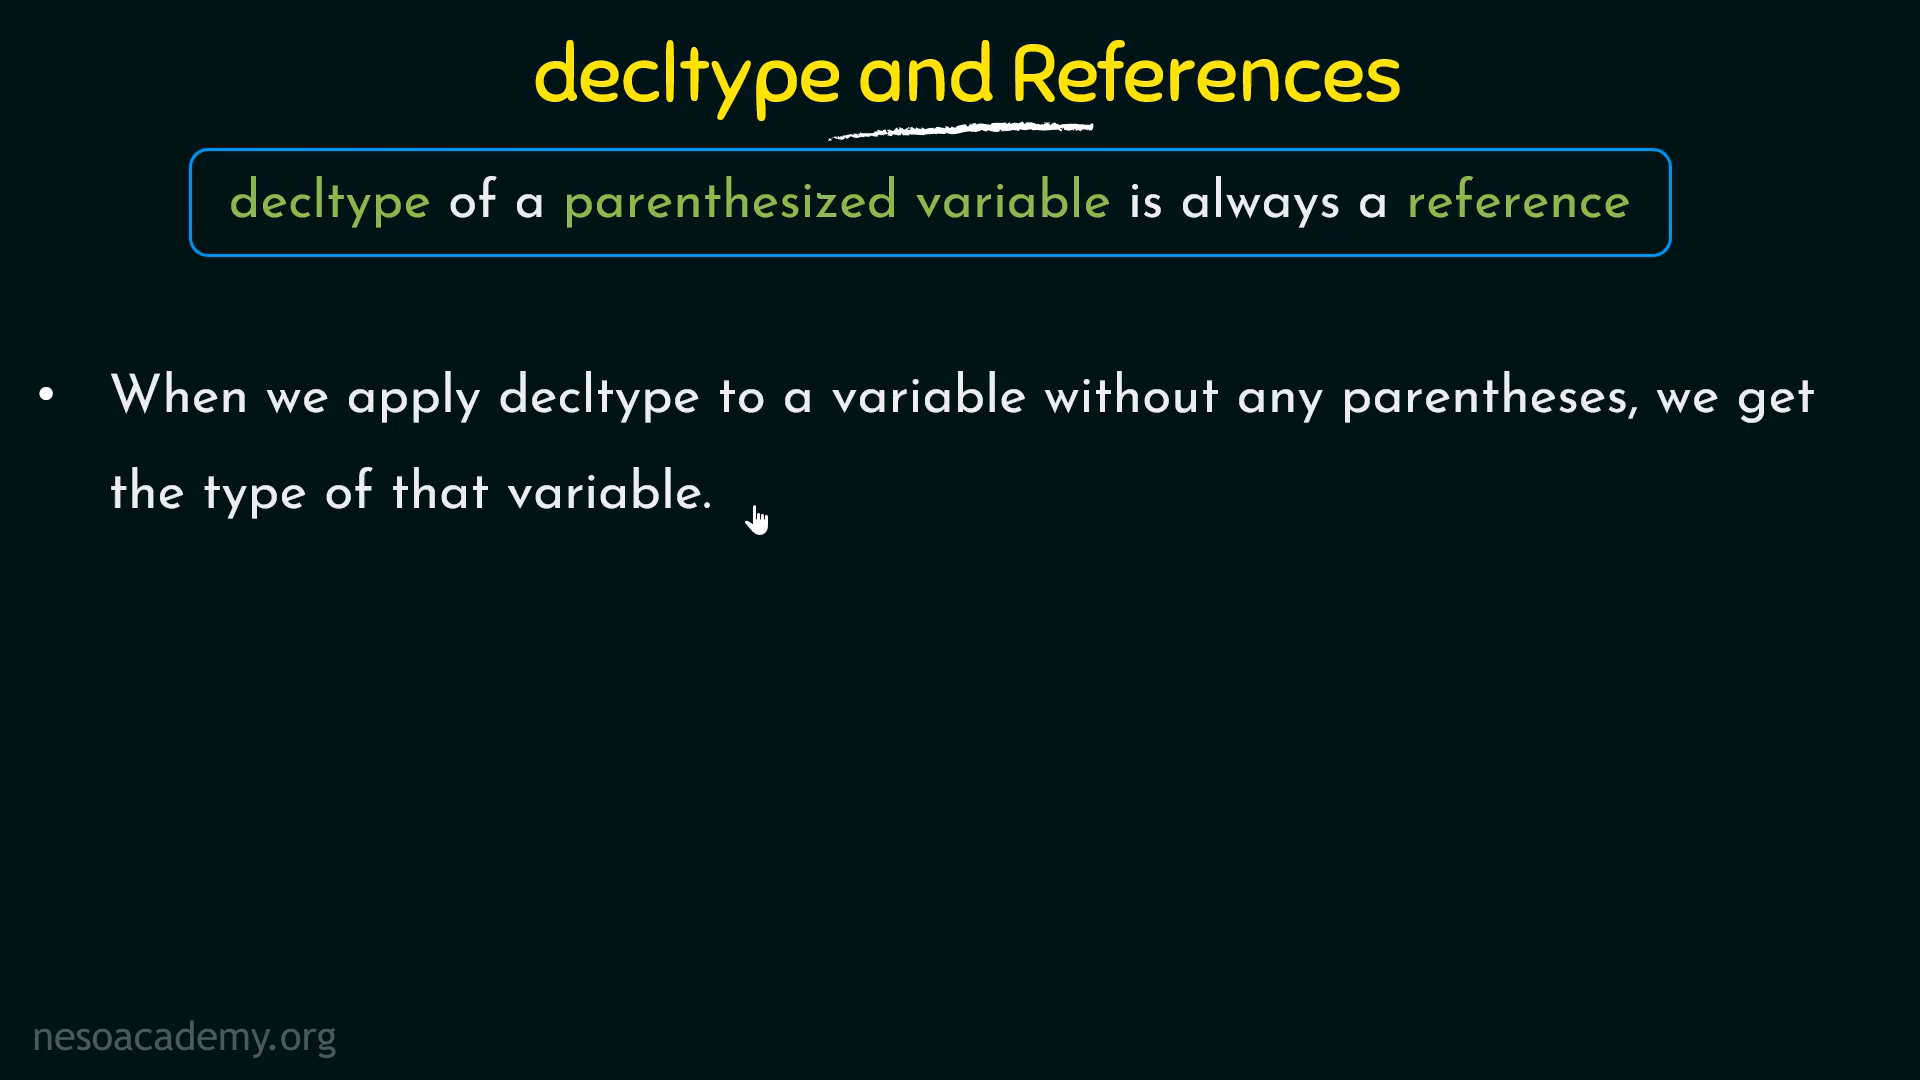 decltype and References
decltype of a parenthesized variable is always a reference
• When we apply decltype to a variable without any parentheses, we get
the type of that variable.
nesoacademy.org